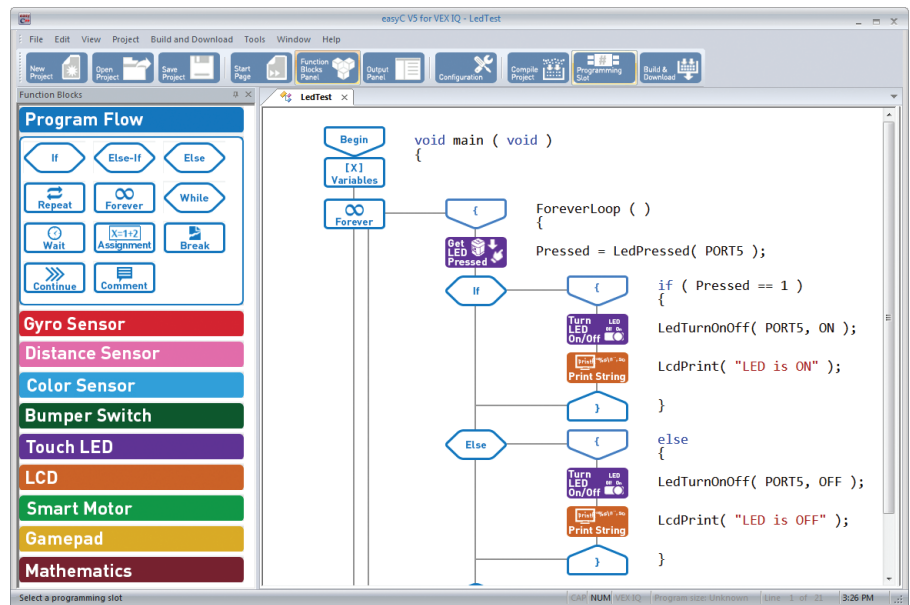 easyC V5 for VEX IQ - LedTest
File Edit View Project Build and Download Tools Window Help
New Project
Open Project
Save Project
Start Page
Function Blocks Panel
Output Panel
Configuration
Compile Project
Programming Slot
Build & Download
Function Blocks
LedTest
Program Flow
If Else-If Else
Repeat Forever While
Wait X=1+2 Assignment Break
Continue Comment
Gyro Sensor
Distance Sensor
Color Sensor
Bumper Switch
Touch LED
LCD
Smart Motor
Gamepad
Mathematics
Begin void main ( void )
{
[X]
Variables
Forever { ForeverLoop ( )
{
Get LED Pressed Pressed = LedPressed( PORT5 );
If { if ( Pressed == 1 )
{
Turn LED On/Off LedTurnOnOff( PORT5, ON );
Print String LcdPrint( "LED is ON" );
} }
Else { else
{
Turn LED On/Off LedTurnOnOff( PORT5, OFF );
Print String LcdPrint( "LED is OFF" );
} }
Select a programming slot CAP NUM VEX IQ Program size: Unknown Line 1 of 21 3:26 PM